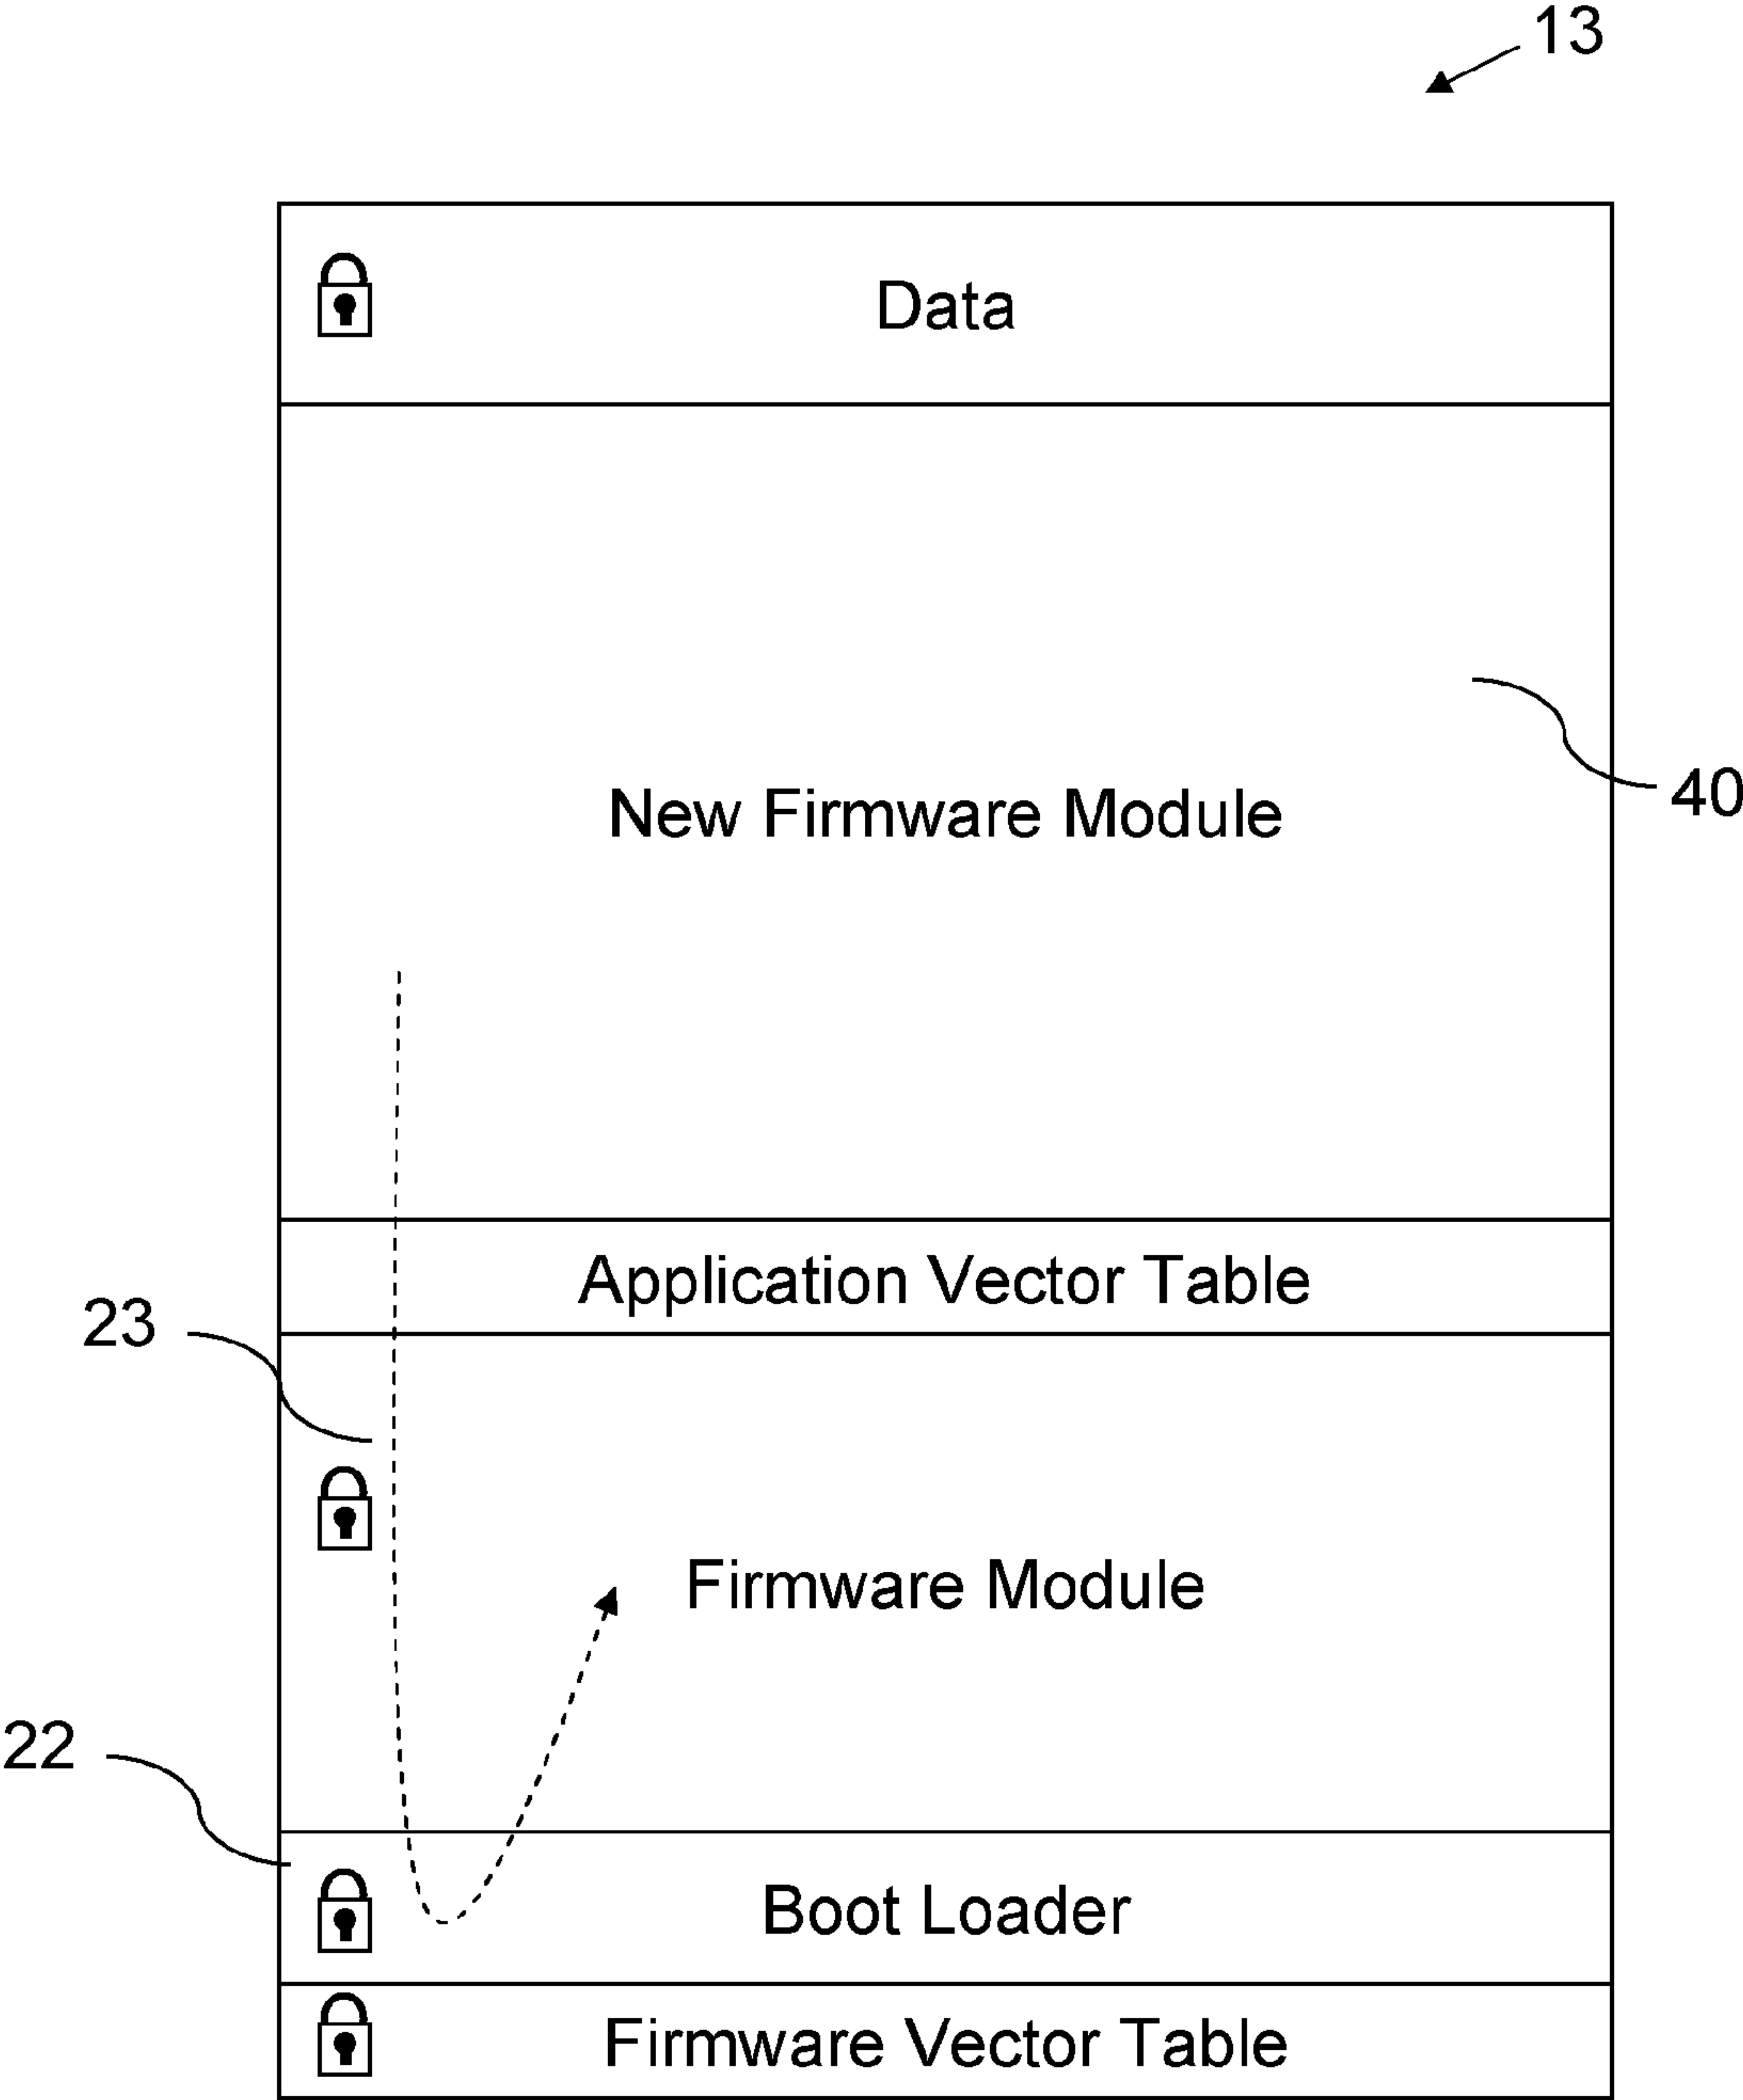 13
Data
New Firmware Module
40
Application Vector Table
23
Firmware Module
22
Boot Loader
Firmware Vector Table